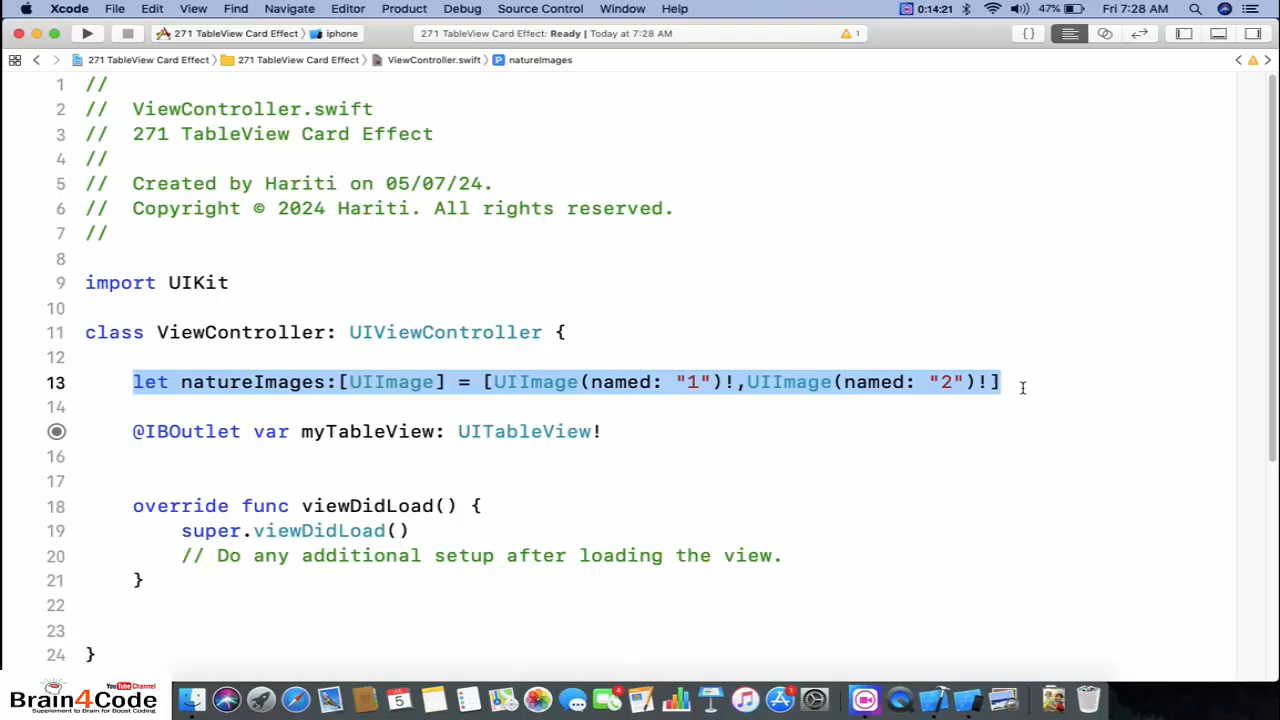 Xcode File Edit View Find Navigate Editor Product Debug Source Control Window Help 0:14:21 47% Fri 7:28 AM
271 TableView Card Effect iphone 271 TableView Card Effect: Ready | Today at 7:28 AM 1
271 TableView Card Effect 271 TableView Card Effect ViewController.swift P natureImages
1 //
2 // ViewController.swift
3 // 271 TableView Card Effect
4 //
5 // Created by Hariti on 05/07/24.
6 // Copyright © 2024 Hariti. All rights reserved.
7 //
8
9 import UIKit
10
11 class ViewController: UIViewController {
12
13 let natureImages:[UIImage] = [UIImage(named: "1")!,UIImage(named: "2")!]
14
@IBOutlet var myTableView: UITableView!
16
17
18 override func viewDidLoad() {
19 super.viewDidLoad()
20 // Do any additional setup after loading the view.
21 }
22
23
24 }
YouTube Channel
Brain4Code
Supplement to Brain for Boost Coding
5
4
1